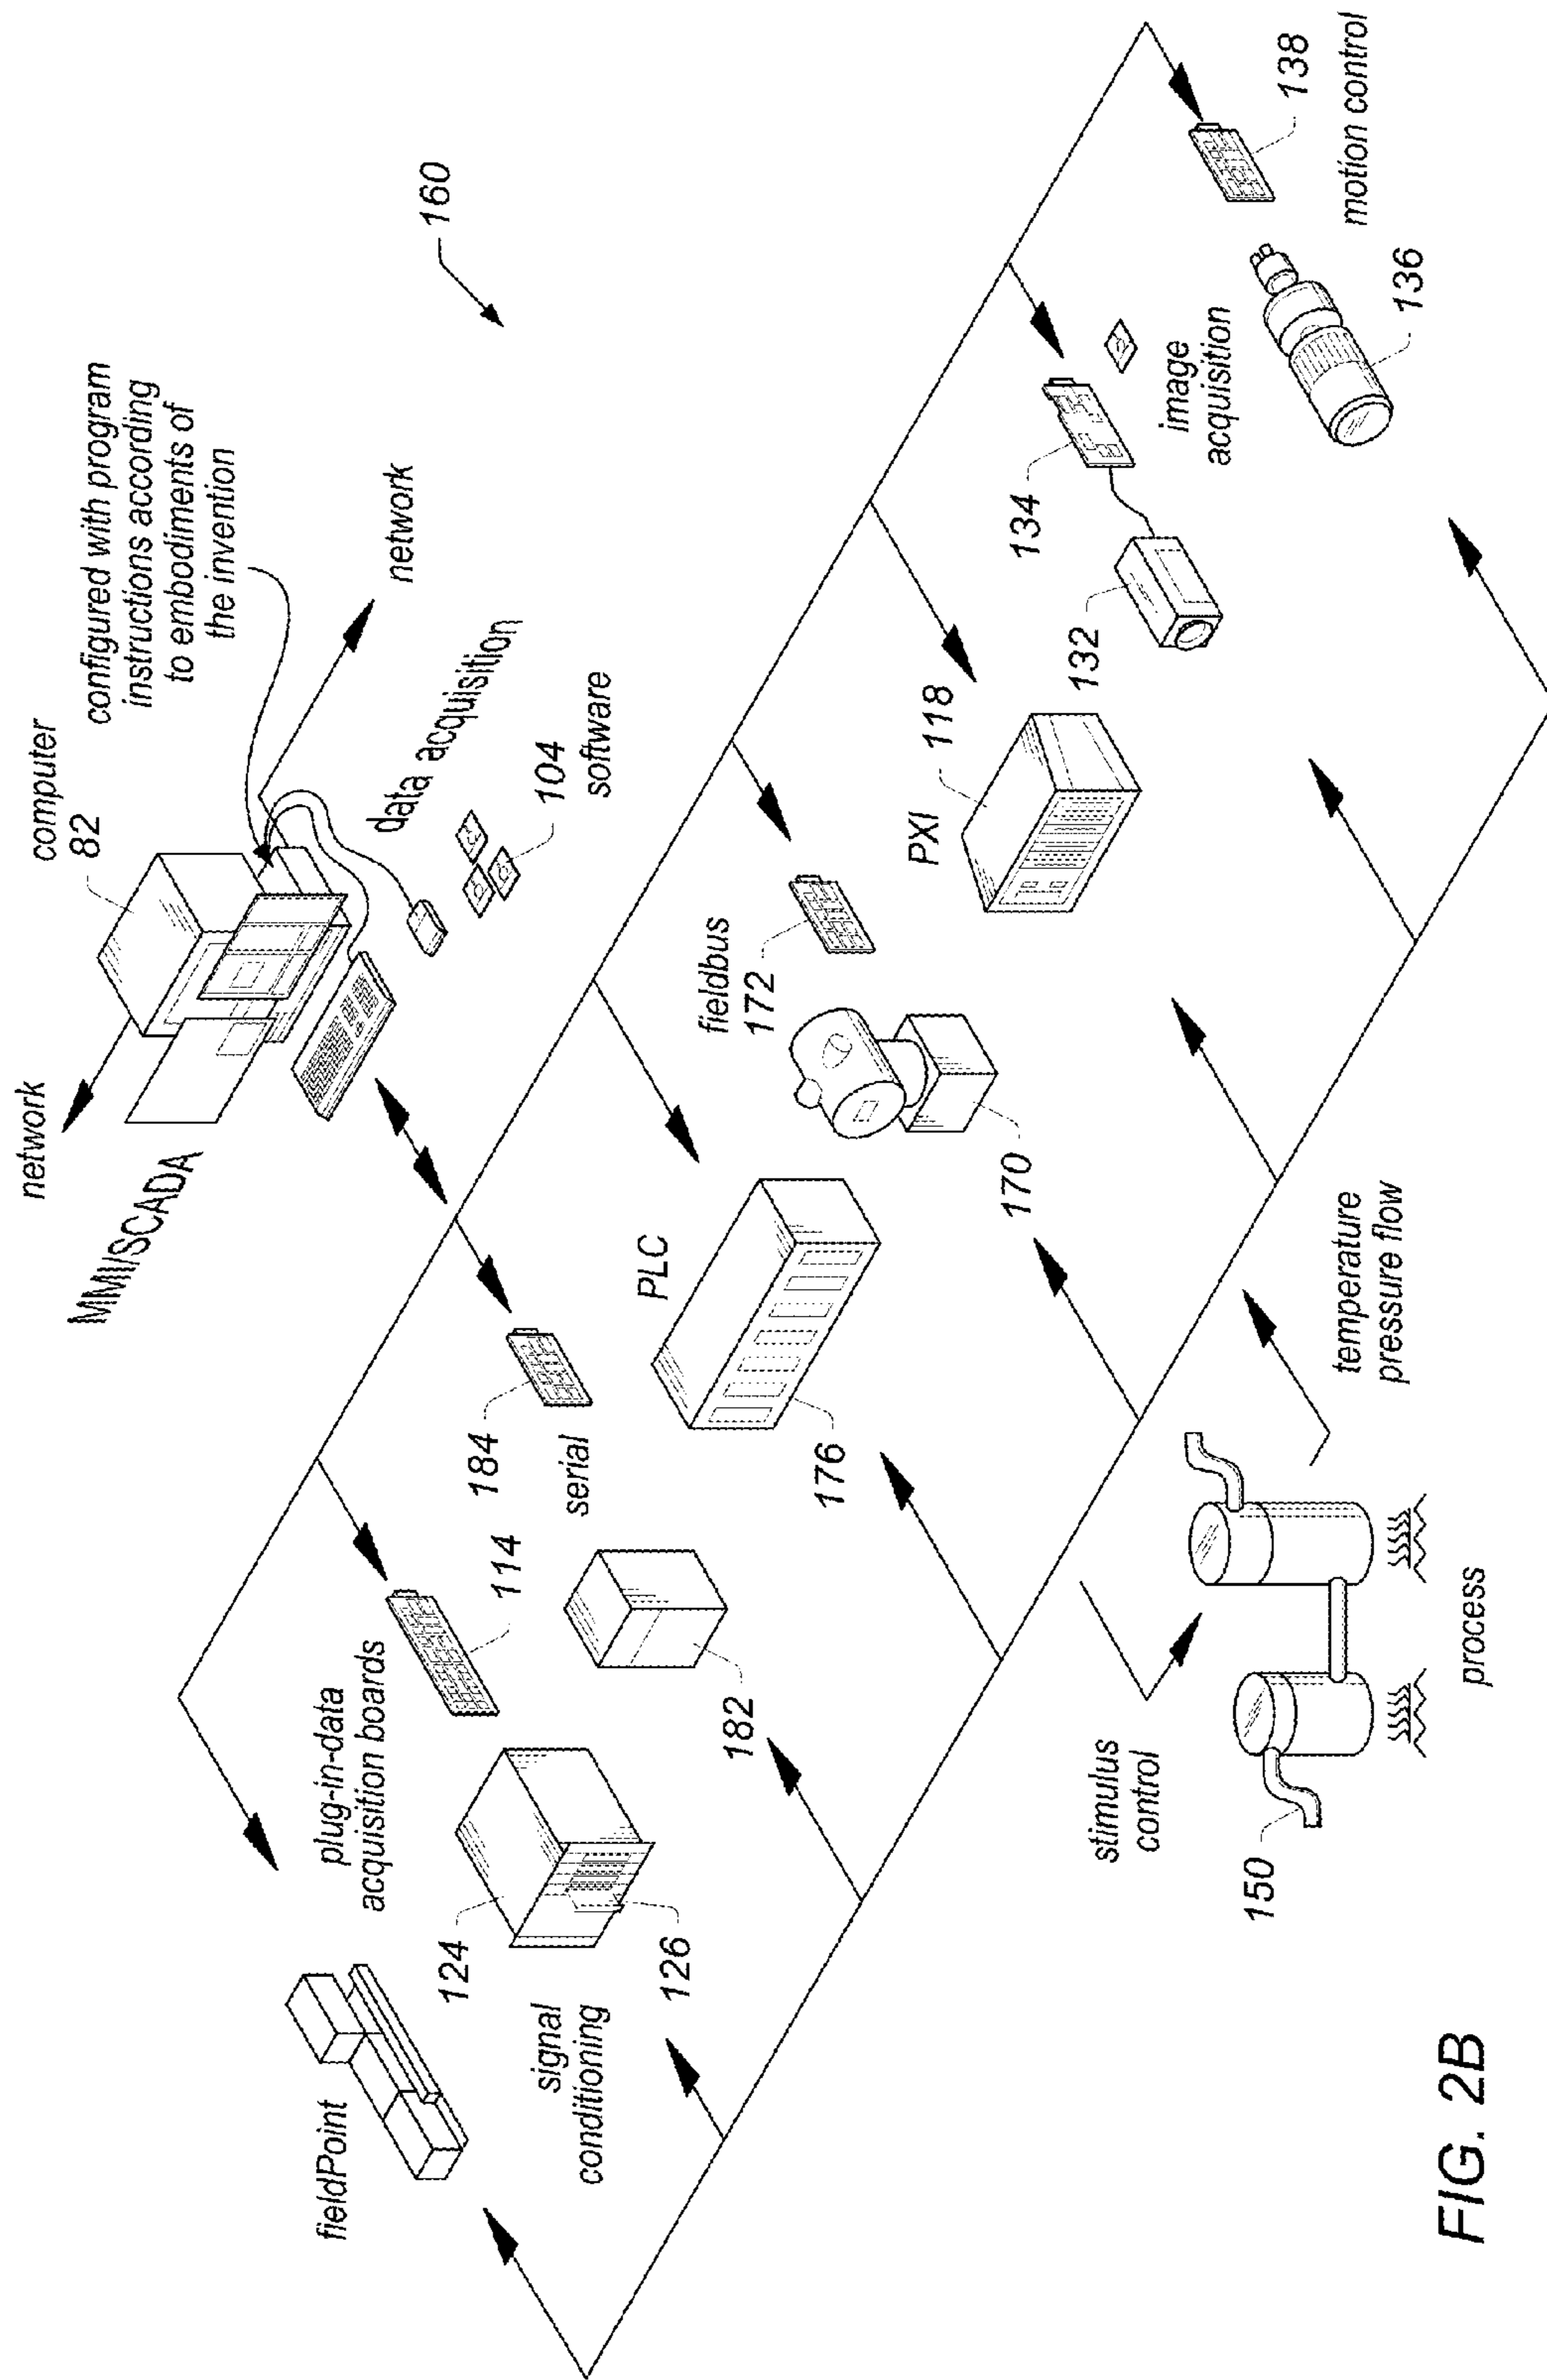 network
MMI/SCADA
computer
82
configured with program
instructions according
to embodiments of
the invention
network
data acquisition
104
software
160
fieldPoint
plug-in-data
acquisition boards
114
124
126
signal
conditioning
184
serial
182
PLC
176
fieldbus
172
170
PXI
118
134
132
image
acquisition
138
motion control
136
stimulus
control
150
process
temperature
pressure flow
FIG. 2B